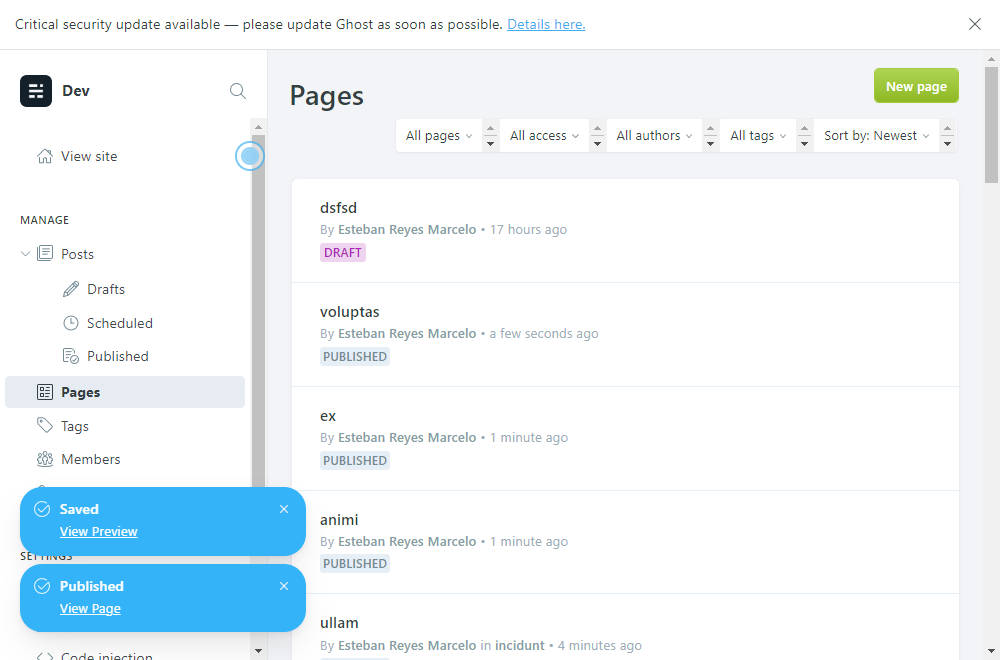 Critical security update available — please update Ghost as soon as possible. Details here.
Dev
View site
MANAGE
Posts
Drafts
Scheduled
Published
Pages
Tags
Members
Saved
View Preview
SETTINGS
Published
View Page
Code injection
Pages
New page
All pages
All access
All authors
All tags
Sort by: Newest
dsfsd
By Esteban Reyes Marcelo • 17 hours ago
DRAFT
voluptas
By Esteban Reyes Marcelo • a few seconds ago
PUBLISHED
ex
By Esteban Reyes Marcelo • 1 minute ago
PUBLISHED
animi
By Esteban Reyes Marcelo • 1 minute ago
PUBLISHED
ullam
By Esteban Reyes Marcelo in incidunt • 4 minutes ago